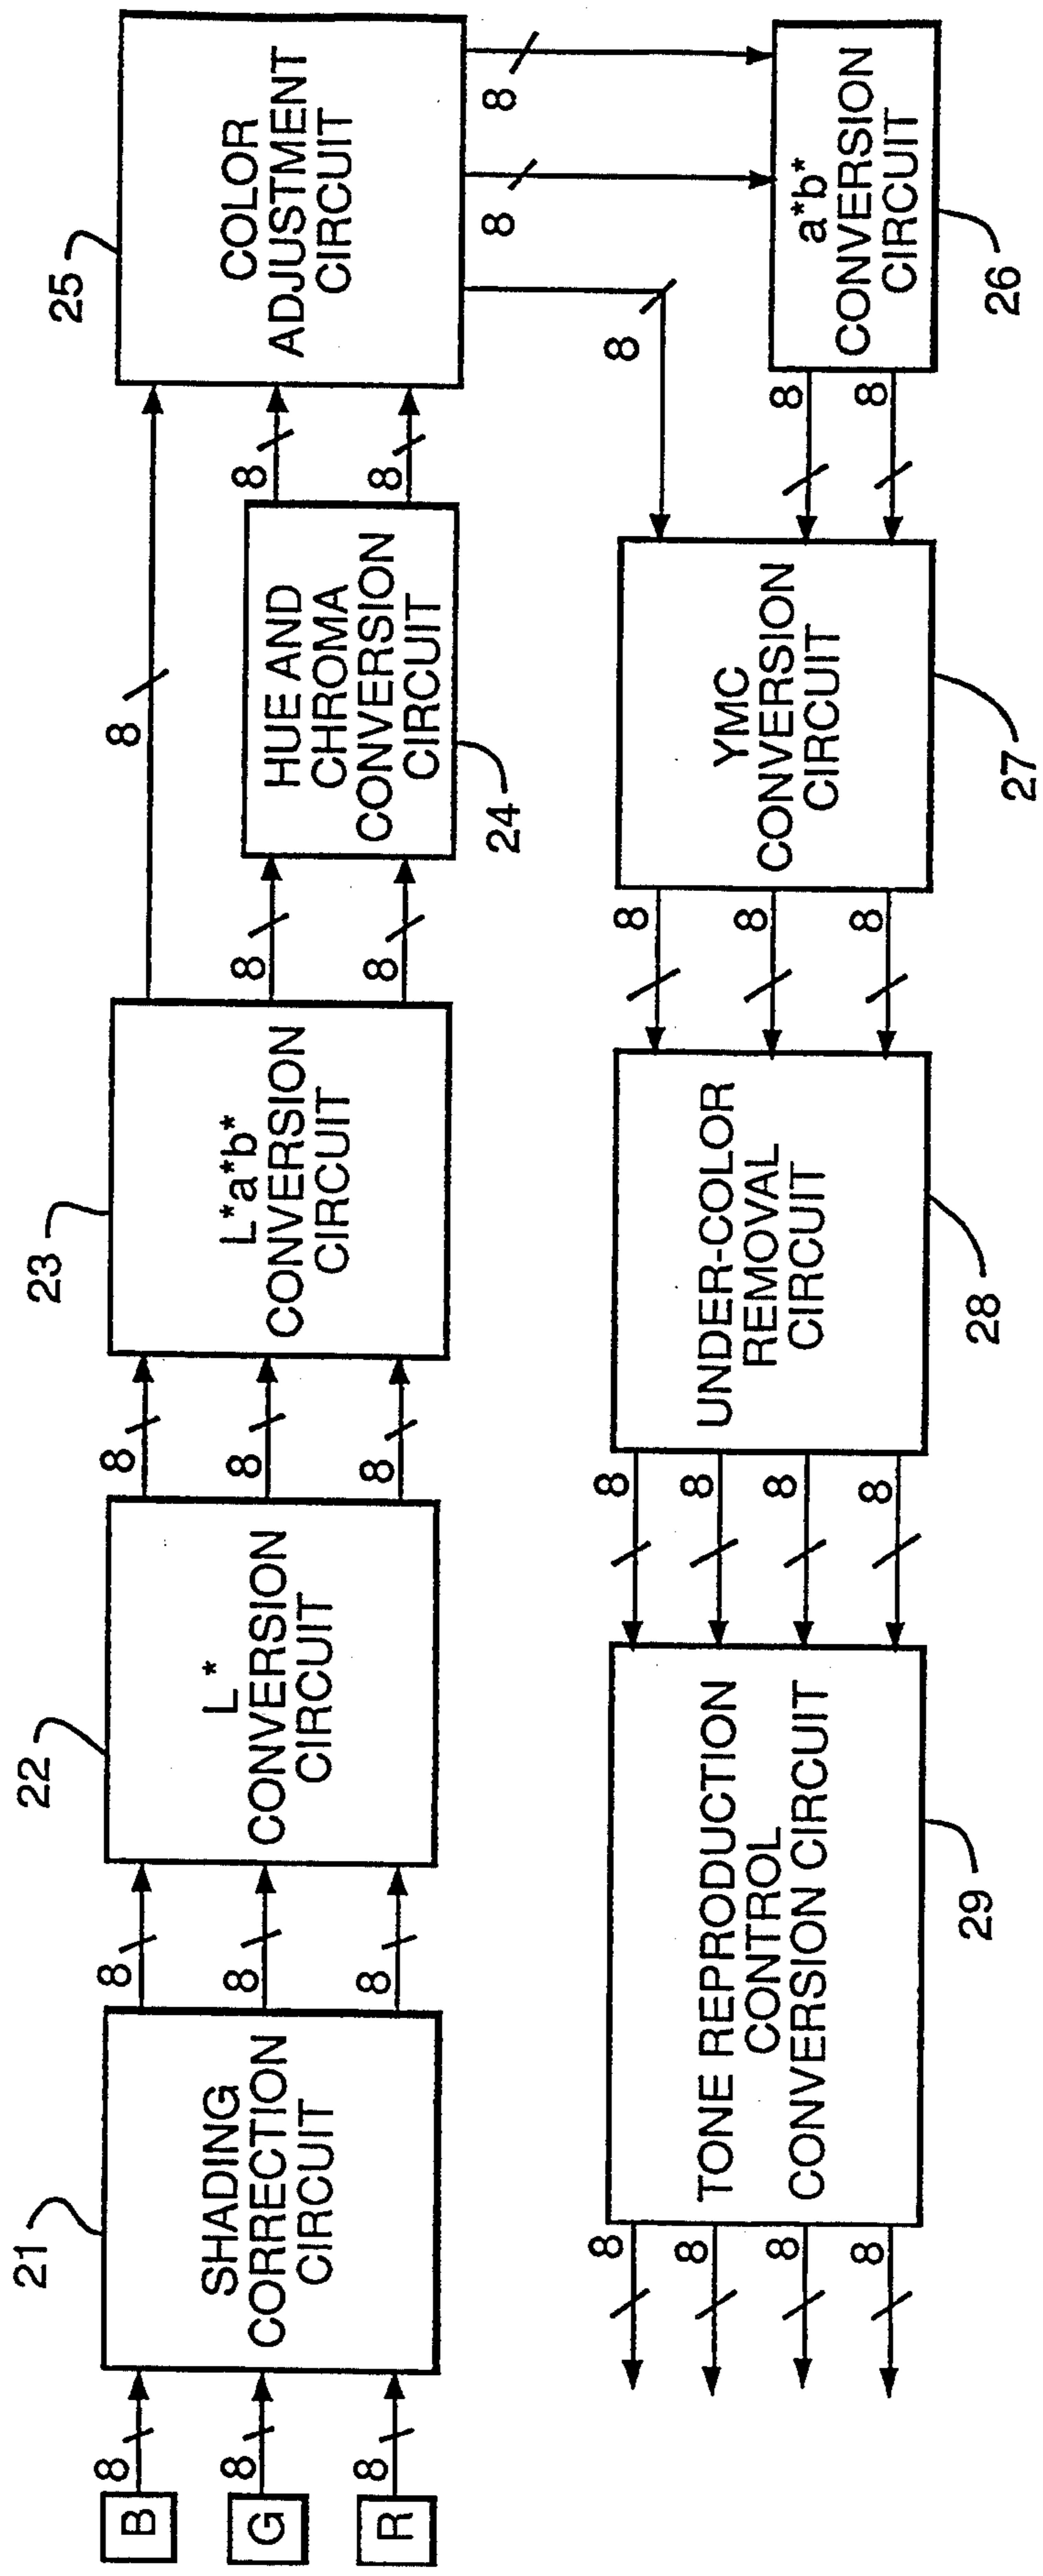 B
G
R
8
8
8
21
SHADING
CORRECTION
CIRCUIT
8
8
8
22
L*
CONVERSION
CIRCUIT
8
8
8
23
L*a*b*
CONVERSION
CIRCUIT
8
8
8
HUE AND
CHROMA
CONVERSION
CIRCUIT
24
8
8
25
COLOR
ADJUSTMENT
CIRCUIT
8
8
8
a*b*
CONVERSION
CIRCUIT
26
8
8
YMC
CONVERSION
CIRCUIT
27
8
8
8
UNDER-COLOR
REMOVAL
CIRCUIT
28
8
8
8
8
TONE REPRODUCTION
CONTROL
CONVERSION CIRCUIT
29
8
8
8
8